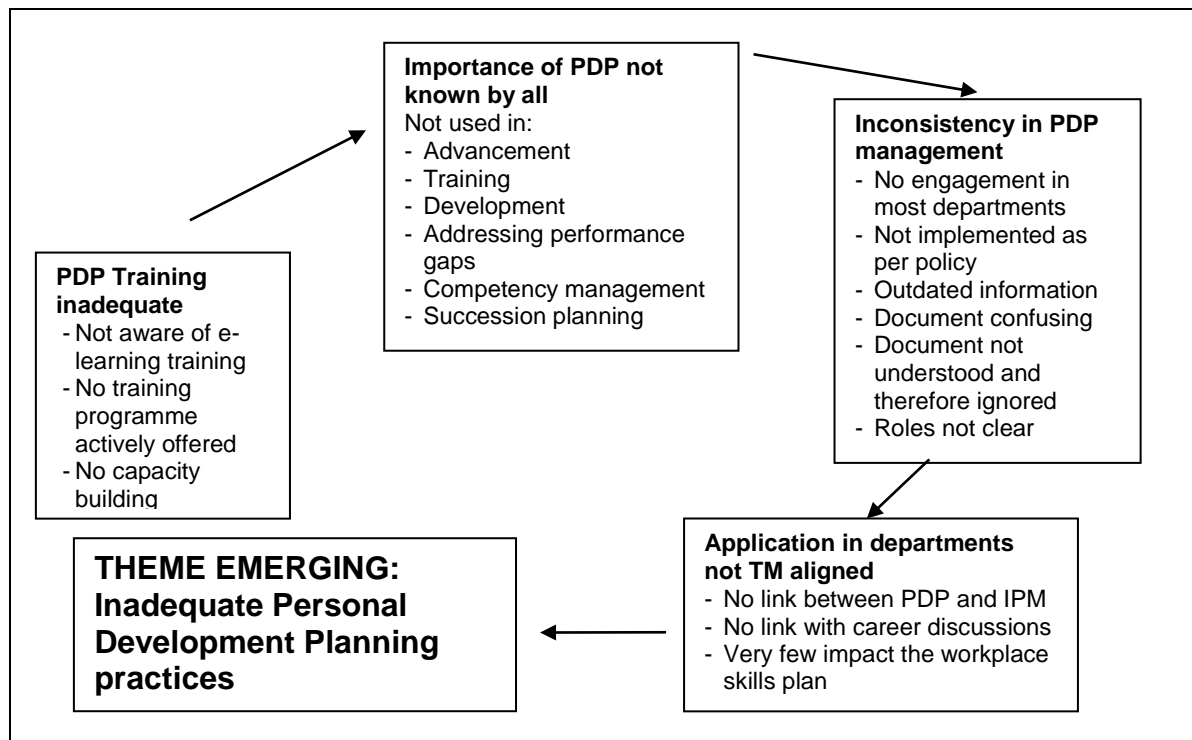 PDP Training
inadequate
- Not aware of e-
learning training
- No training
programme
actively offered
- No capacity
building
Importance of PDP not
known by all
Not used in:
- Advancement
- Training
- Development
- Addressing performance
gaps
- Competency management
- Succession planning
Inconsistency in PDP
management
- No engagement in
most departments
- Not implemented as
per policy
- Outdated information
- Document confusing
- Document not
understood and
therefore ignored
- Roles not clear
Application in departments
not TM aligned
- No link between PDP and IPM
- No link with career discussions
- Very few impact the workplace
skills plan
THEME EMERGING:
Inadequate Personal
Development Planning
practices